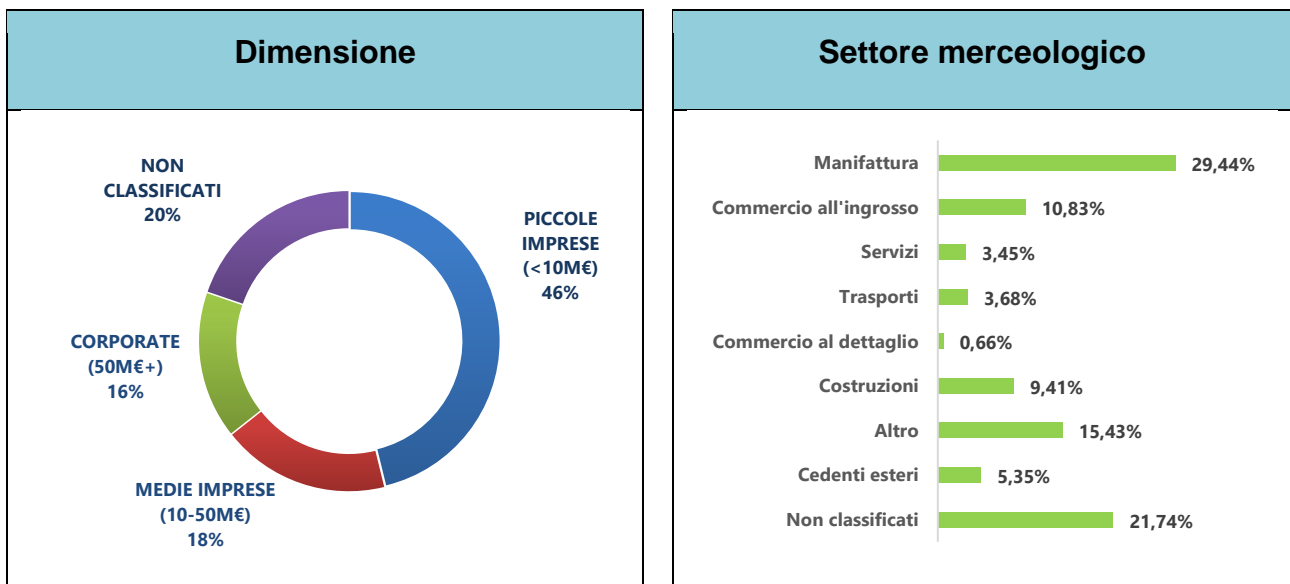 Dimensione
NON
CLASSIFICATI
20%
PICCOLE
IMPRESE
(<10M€)
46%
CORPORATE
(50M€+)
16%
MEDIE IMPRESE
(10-50M€)
18%
Settore merceologico
Manifattura 29,44%
Commercio all'ingrosso 10,83%
Servizi 3,45%
Trasporti 3,68%
Commercio al dettaglio 0,66%
Costruzioni 9,41%
Altro 15,43%
Cedenti esteri 5,35%
Non classificati 21,74%